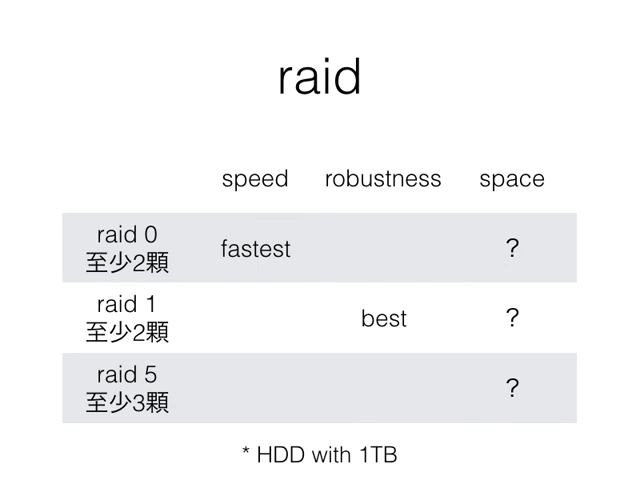 raid
speed robustness space
raid 0
至少2顆
fastest ?
raid 1
至少2顆
best ?
raid 5
至少3顆
?
* HDD with 1TB